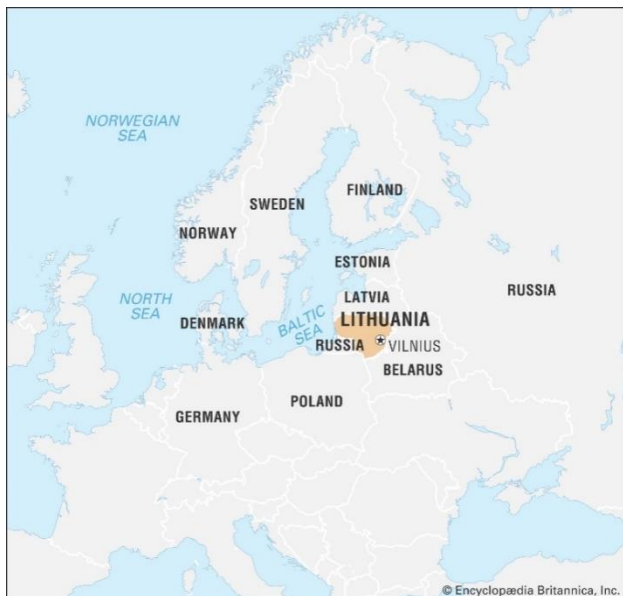 NORWEGIAN
SEA
FINLAND
SWEDEN
NORWAY
ESTONIA
RUSSIA
NORTH
SEA
LATVIA
DENMARK
BALTIC
SEA
LITHUANIA
RUSSIA
VILNIUS
BELARUS
POLAND
GERMANY
© Encyclopædia Britannica, Inc.